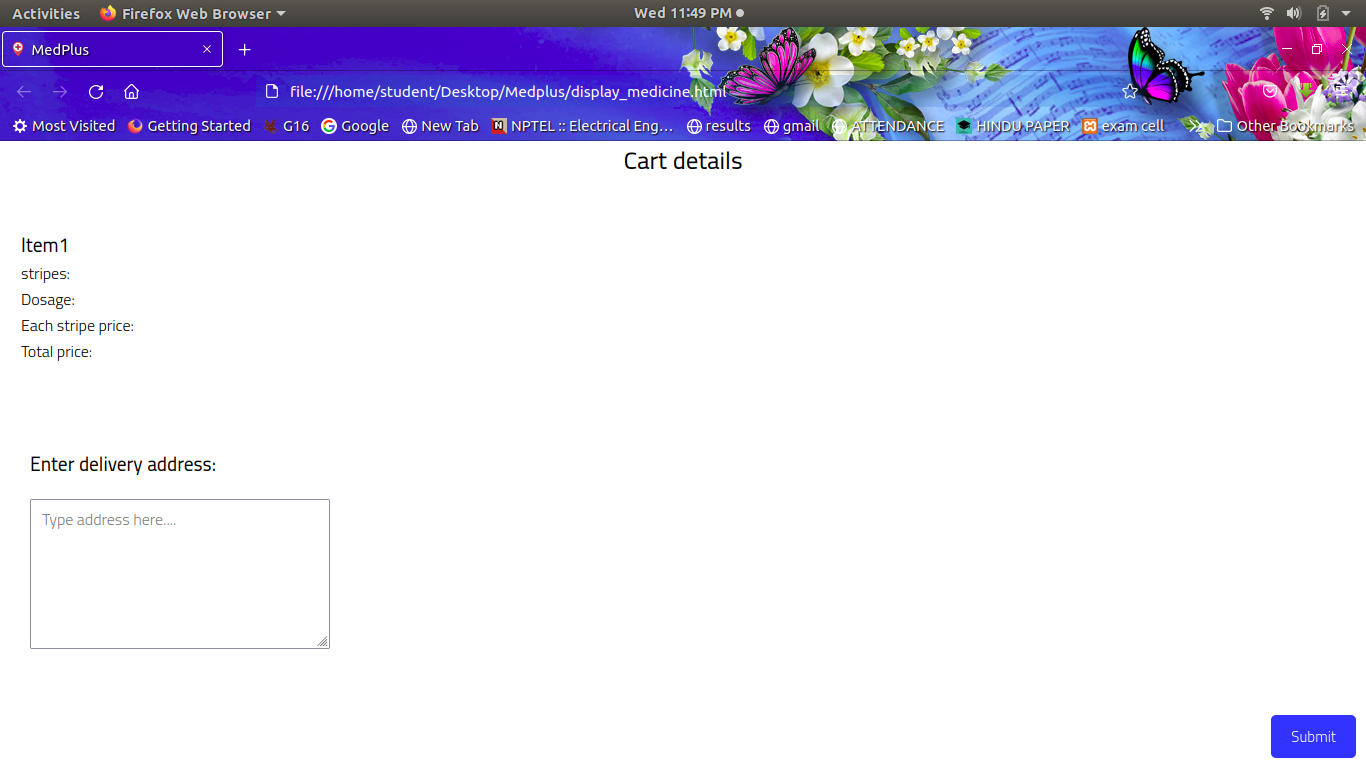 Activities Firefox Web Browser Wed 11:49 PM
MedPlus
file:///home/student/Desktop/Medplus/display_medicine.html
Most Visited Getting Started G16 Google New Tab NPTEL :: Electrical Eng… results gmail ATTENDANCE HINDU PAPER exam cell Other Bookmarks
Cart details
Item1
stripes:
Dosage:
Each stripe price:
Total price:
Enter delivery address:
Type address here....
Submit